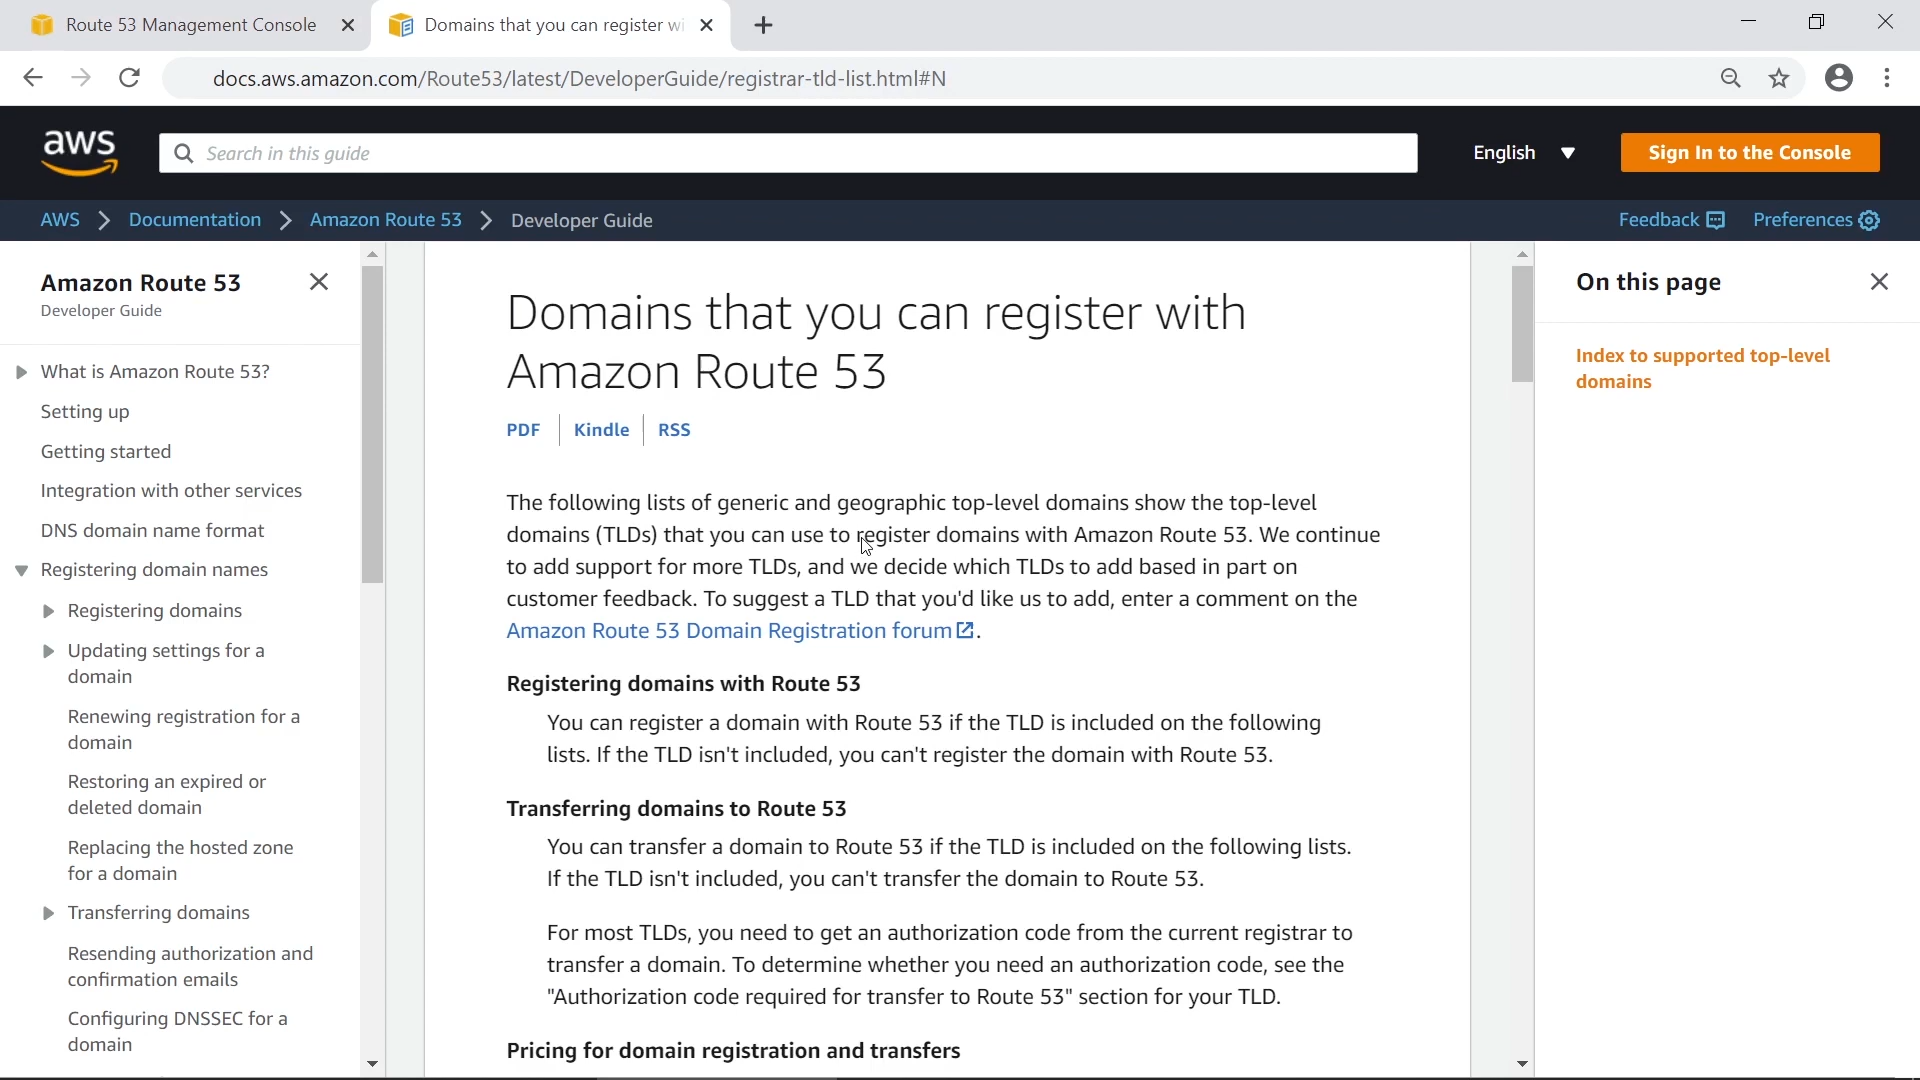 Route 53 Management Console
Domains that you can register wi
docs.aws.amazon.com/Route53/latest/DeveloperGuide/registrar-tld-list.html#N
aws
Search in this guide
English
Sign In to the Console
AWS
Documentation
Amazon Route 53
Developer Guide
Feedback
Preferences
Amazon Route 53
Developer Guide
What is Amazon Route 53?
Setting up
Getting started
Integration with other services
DNS domain name format
Registering domain names
Registering domains
Updating settings for a
domain
Renewing registration for a
domain
Restoring an expired or
deleted domain
Replacing the hosted zone
for a domain
Transferring domains
Resending authorization and
confirmation emails
Configuring DNSSEC for a
domain
Domains that you can register with
Amazon Route 53
PDF
Kindle
RSS
The following lists of generic and geographic top-level domains show the top-level
domains (TLDs) that you can use to register domains with Amazon Route 53. We continue
to add support for more TLDs, and we decide which TLDs to add based in part on
customer feedback. To suggest a TLD that you'd like us to add, enter a comment on the
Amazon Route 53 Domain Registration forum.
Registering domains with Route 53
You can register a domain with Route 53 if the TLD is included on the following
lists. If the TLD isn't included, you can't register the domain with Route 53.
Transferring domains to Route 53
You can transfer a domain to Route 53 if the TLD is included on the following lists.
If the TLD isn't included, you can't transfer the domain to Route 53.
For most TLDs, you need to get an authorization code from the current registrar to
transfer a domain. To determine whether you need an authorization code, see the
"Authorization code required for transfer to Route 53" section for your TLD.
Pricing for domain registration and transfers
On this page
Index to supported top-level
domains